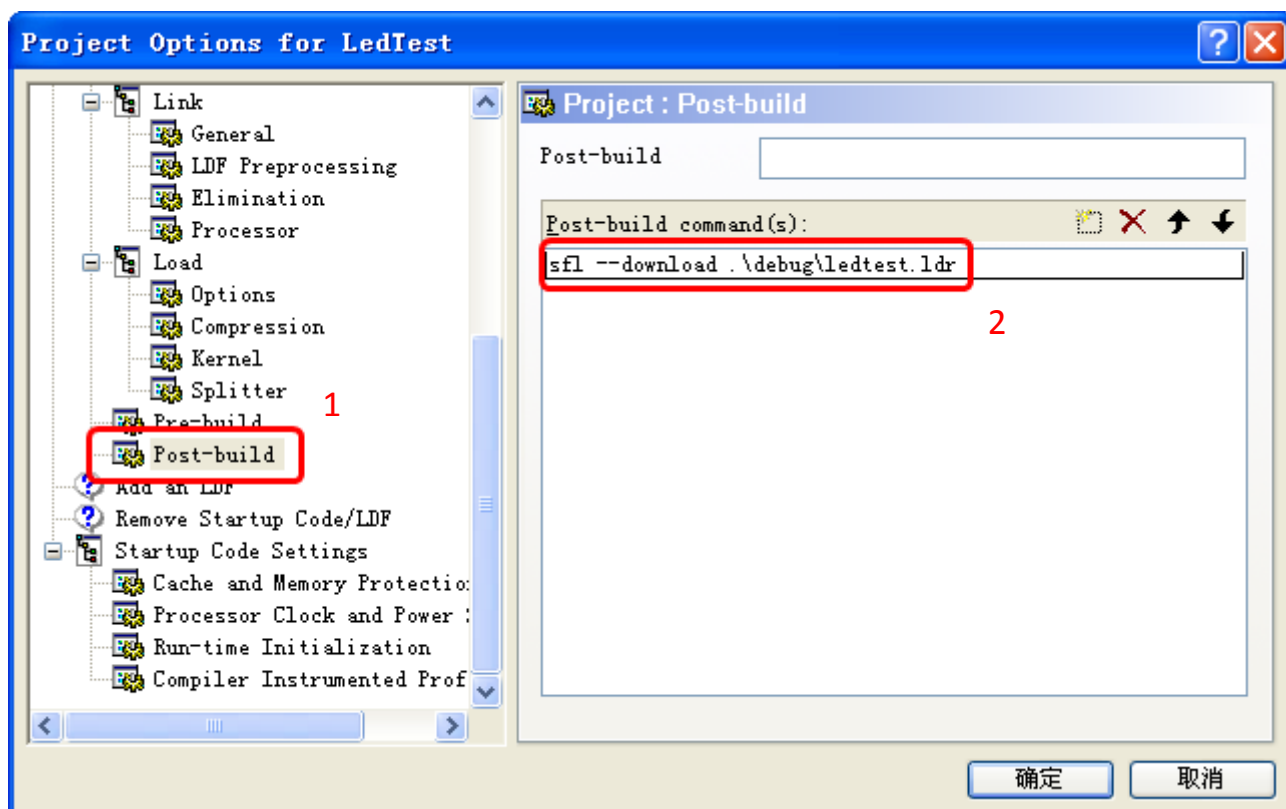 Project Options for LedTest
Link
General
LDF Preprocessing
Elimination
Processor
Load
Options
Compression
Kernel
Splitter
1
Pre-build
Post-build
Add an LDF
Remove Startup Code/LDF
Startup Code Settings
Cache and Memory Protectio
Processor Clock and Power
Run-time Initialization
Compiler Instrumented Prof
Project : Post-build
Post-build
Post-build command(s):
sfl --download .\debug\ledtest.ldr
2
确定
取消